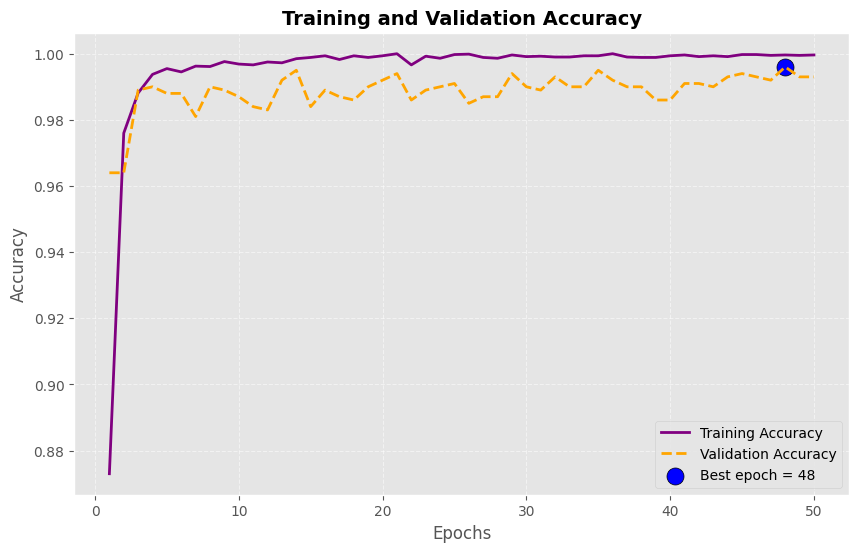 Training and Validation Accuracy
Accuracy
1.00
0.98
0.96
0.94
0.92
0.90
0.88
Training Accuracy
Validation Accuracy
Best epoch = 48
0 10 20 30 40 50
Epochs